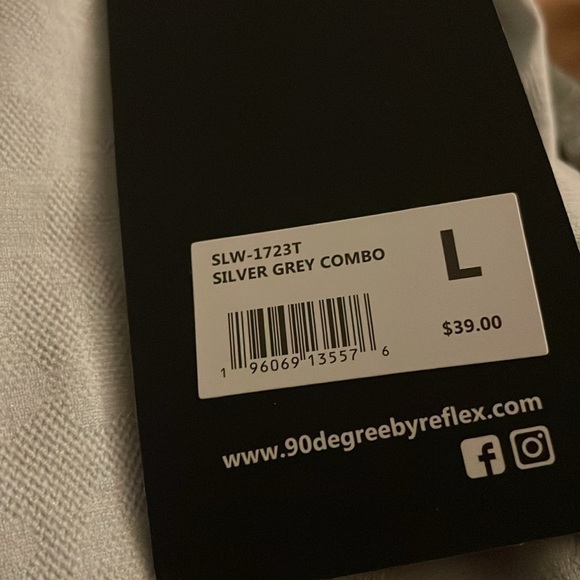 SLW-1723T
SILVER GREY COMBO
L
$39.00
1 96069 13557 6
www.90degreebyreflex.com